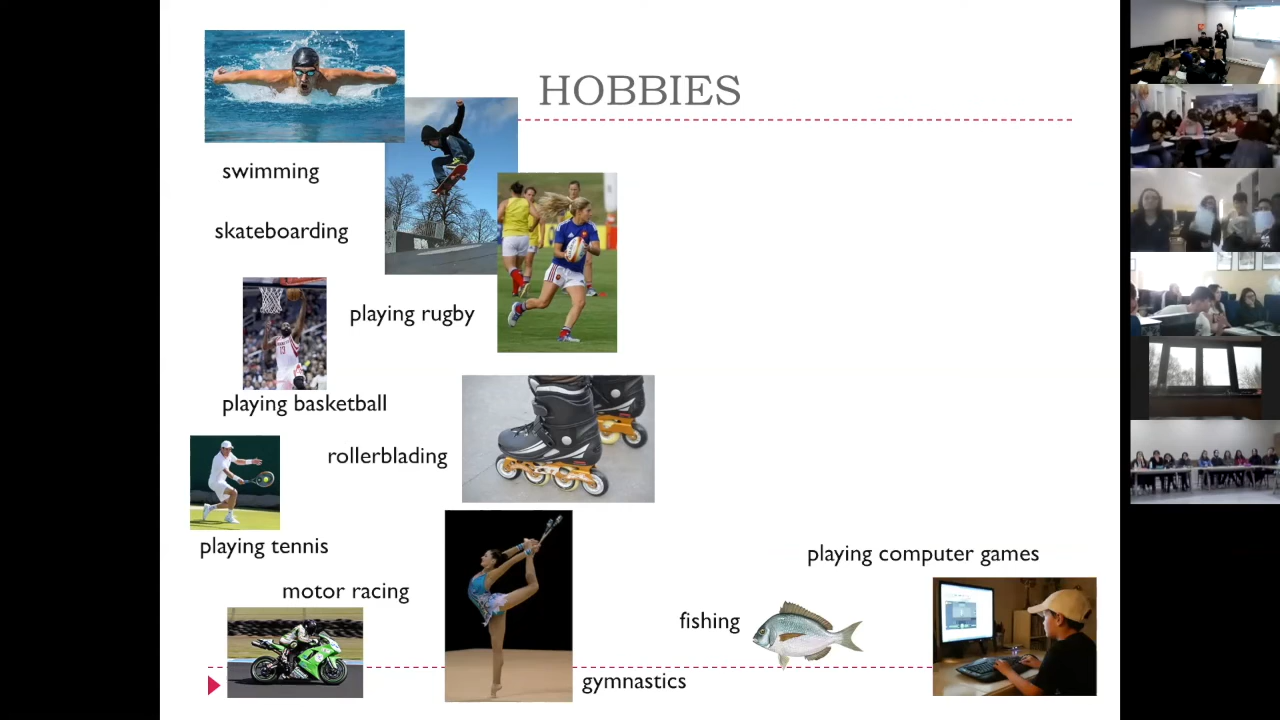 HOBBIES
swimming
skateboarding
playing rugby
playing basketball
rollerblading
playing tennis
playing computer games
motor racing
fishing
gymnastics